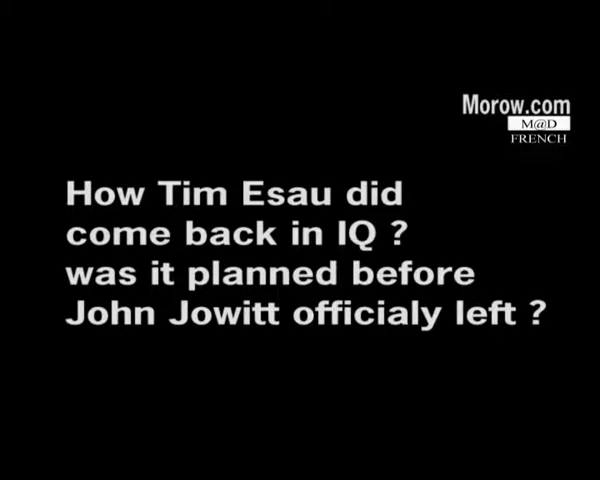 Morow.com
M@D
FRENCH
How Tim Esau did
come back in IQ ?
was it planned before
John Jowitt officialy left ?